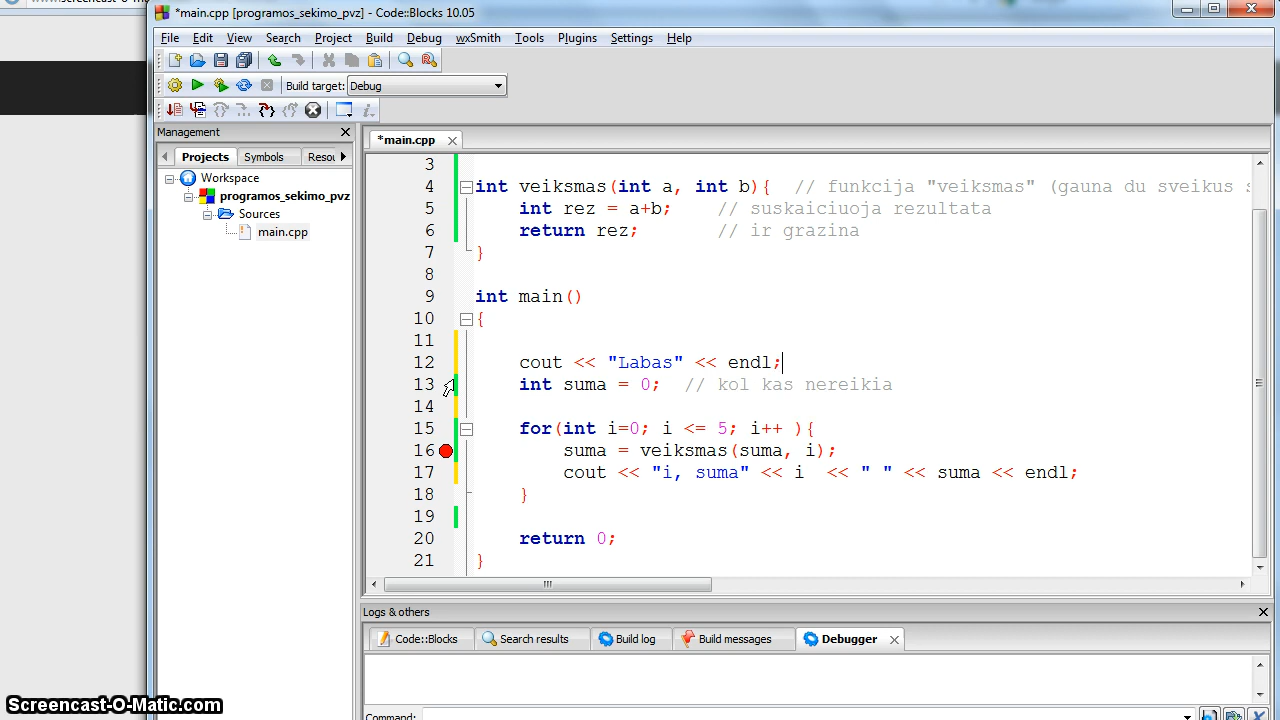 *main.cpp [programos_sekimo_pvz] - Code::Blocks 10.05
File Edit View Search Project Build Debug wxSmith Tools Plugins Settings Help
Build target: Debug
Management
*main.cpp
Projects Symbols Resou
Workspace
programos_sekimo_pvz
Sources
main.cpp
3
4 int veiksmas(int a, int b){ // funkcija "veiksmas" (gauna du sveikus s
5 int rez = a+b; // suskaiciuoja rezultata
6 return rez; // ir grazina
7 }
8
9 int main()
10 {
11
12 cout << "Labas" << endl;
13 int suma = 0; // kol kas nereikia
14
15 for(int i=0; i <= 5; i++ ){
16 suma = veiksmas(suma, i);
17 cout << "i, suma" << i << " " << suma << endl;
18 }
19
20 return 0;
21 }
Logs & others
Code::Blocks Search results Build log Build messages Debugger
Command:
Screencast-O-Matic.com